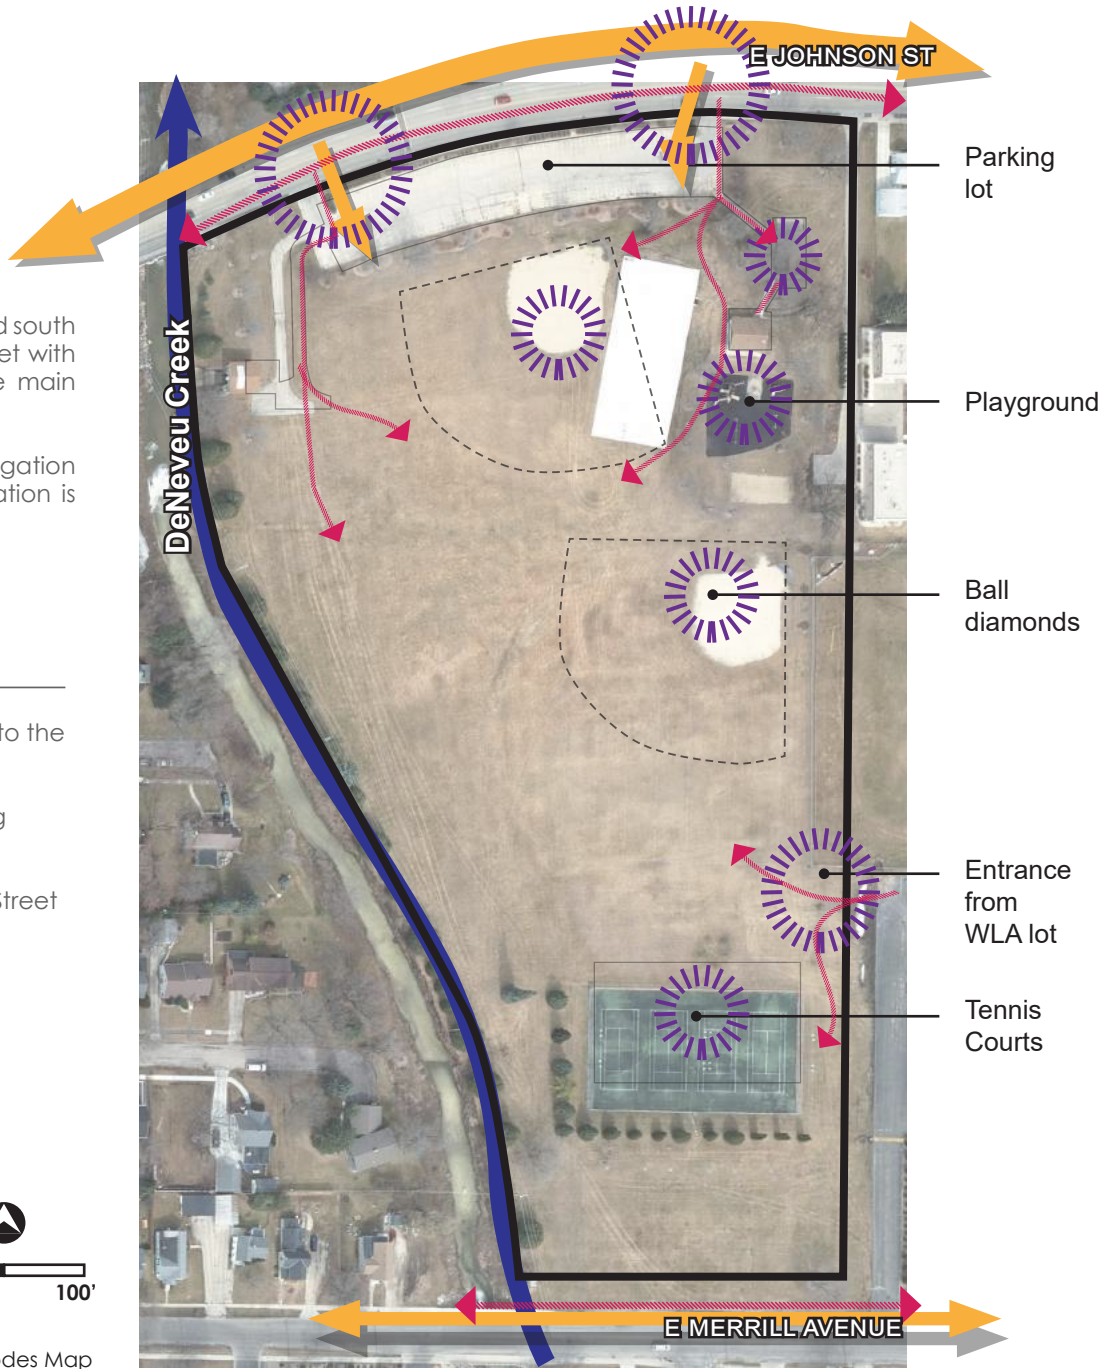 E JOHNSON ST
Parking
lot
DeNeveu Creek
d south
et with
main
Playground
gation
ation is
Ball
diamonds
to the
g
Street
Entrance
from
WLA lot
Tennis
Courts
100'
E MERRILL AVENUE
odes Map